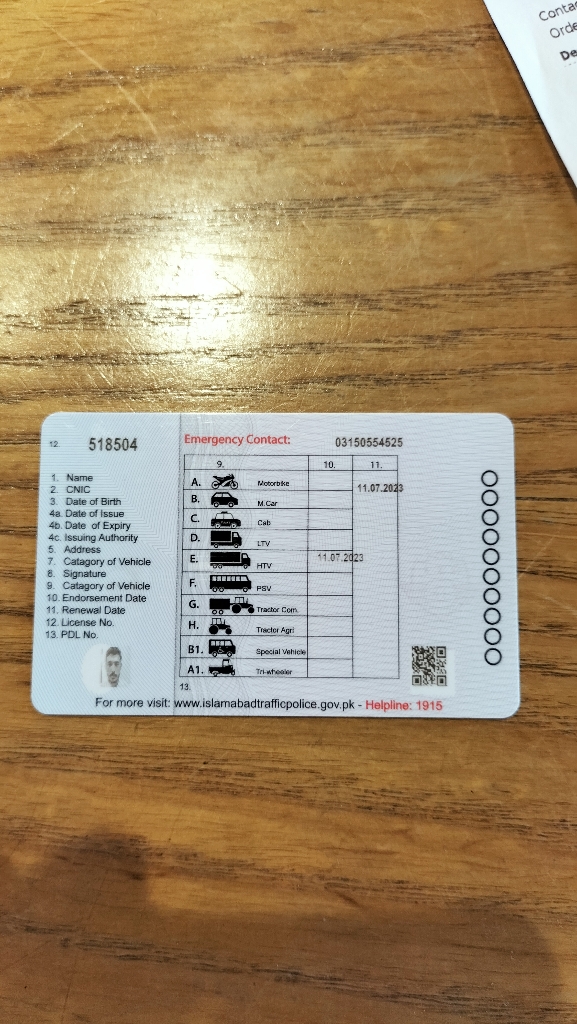 Conta
Orde
De
12. 518504
Emergency Contact: 03150554525
9. 10. 11.
A. Motorbike 11.07.2023
B. M.Car
C. Cab
D. LTV
E. HTV 11.07.2023
F. PSV
G. Tractor Com.
H. Tractor Agri
B1. Special Vehicle
A1. Tri-wheeler
13.
1. Name
2. CNIC
3. Date of Birth
4a. Date of Issue
4b. Date of Expiry
4c. Issuing Authority
5. Address
7. Catagory of Vehicle
8. Signature
9. Catagory of Vehicle
10. Endorsement Date
11. Renewal Date
12. License No.
13. PDL No.
For more visit: www.islamabadtrafficpolice.gov.pk - Helpline: 1915